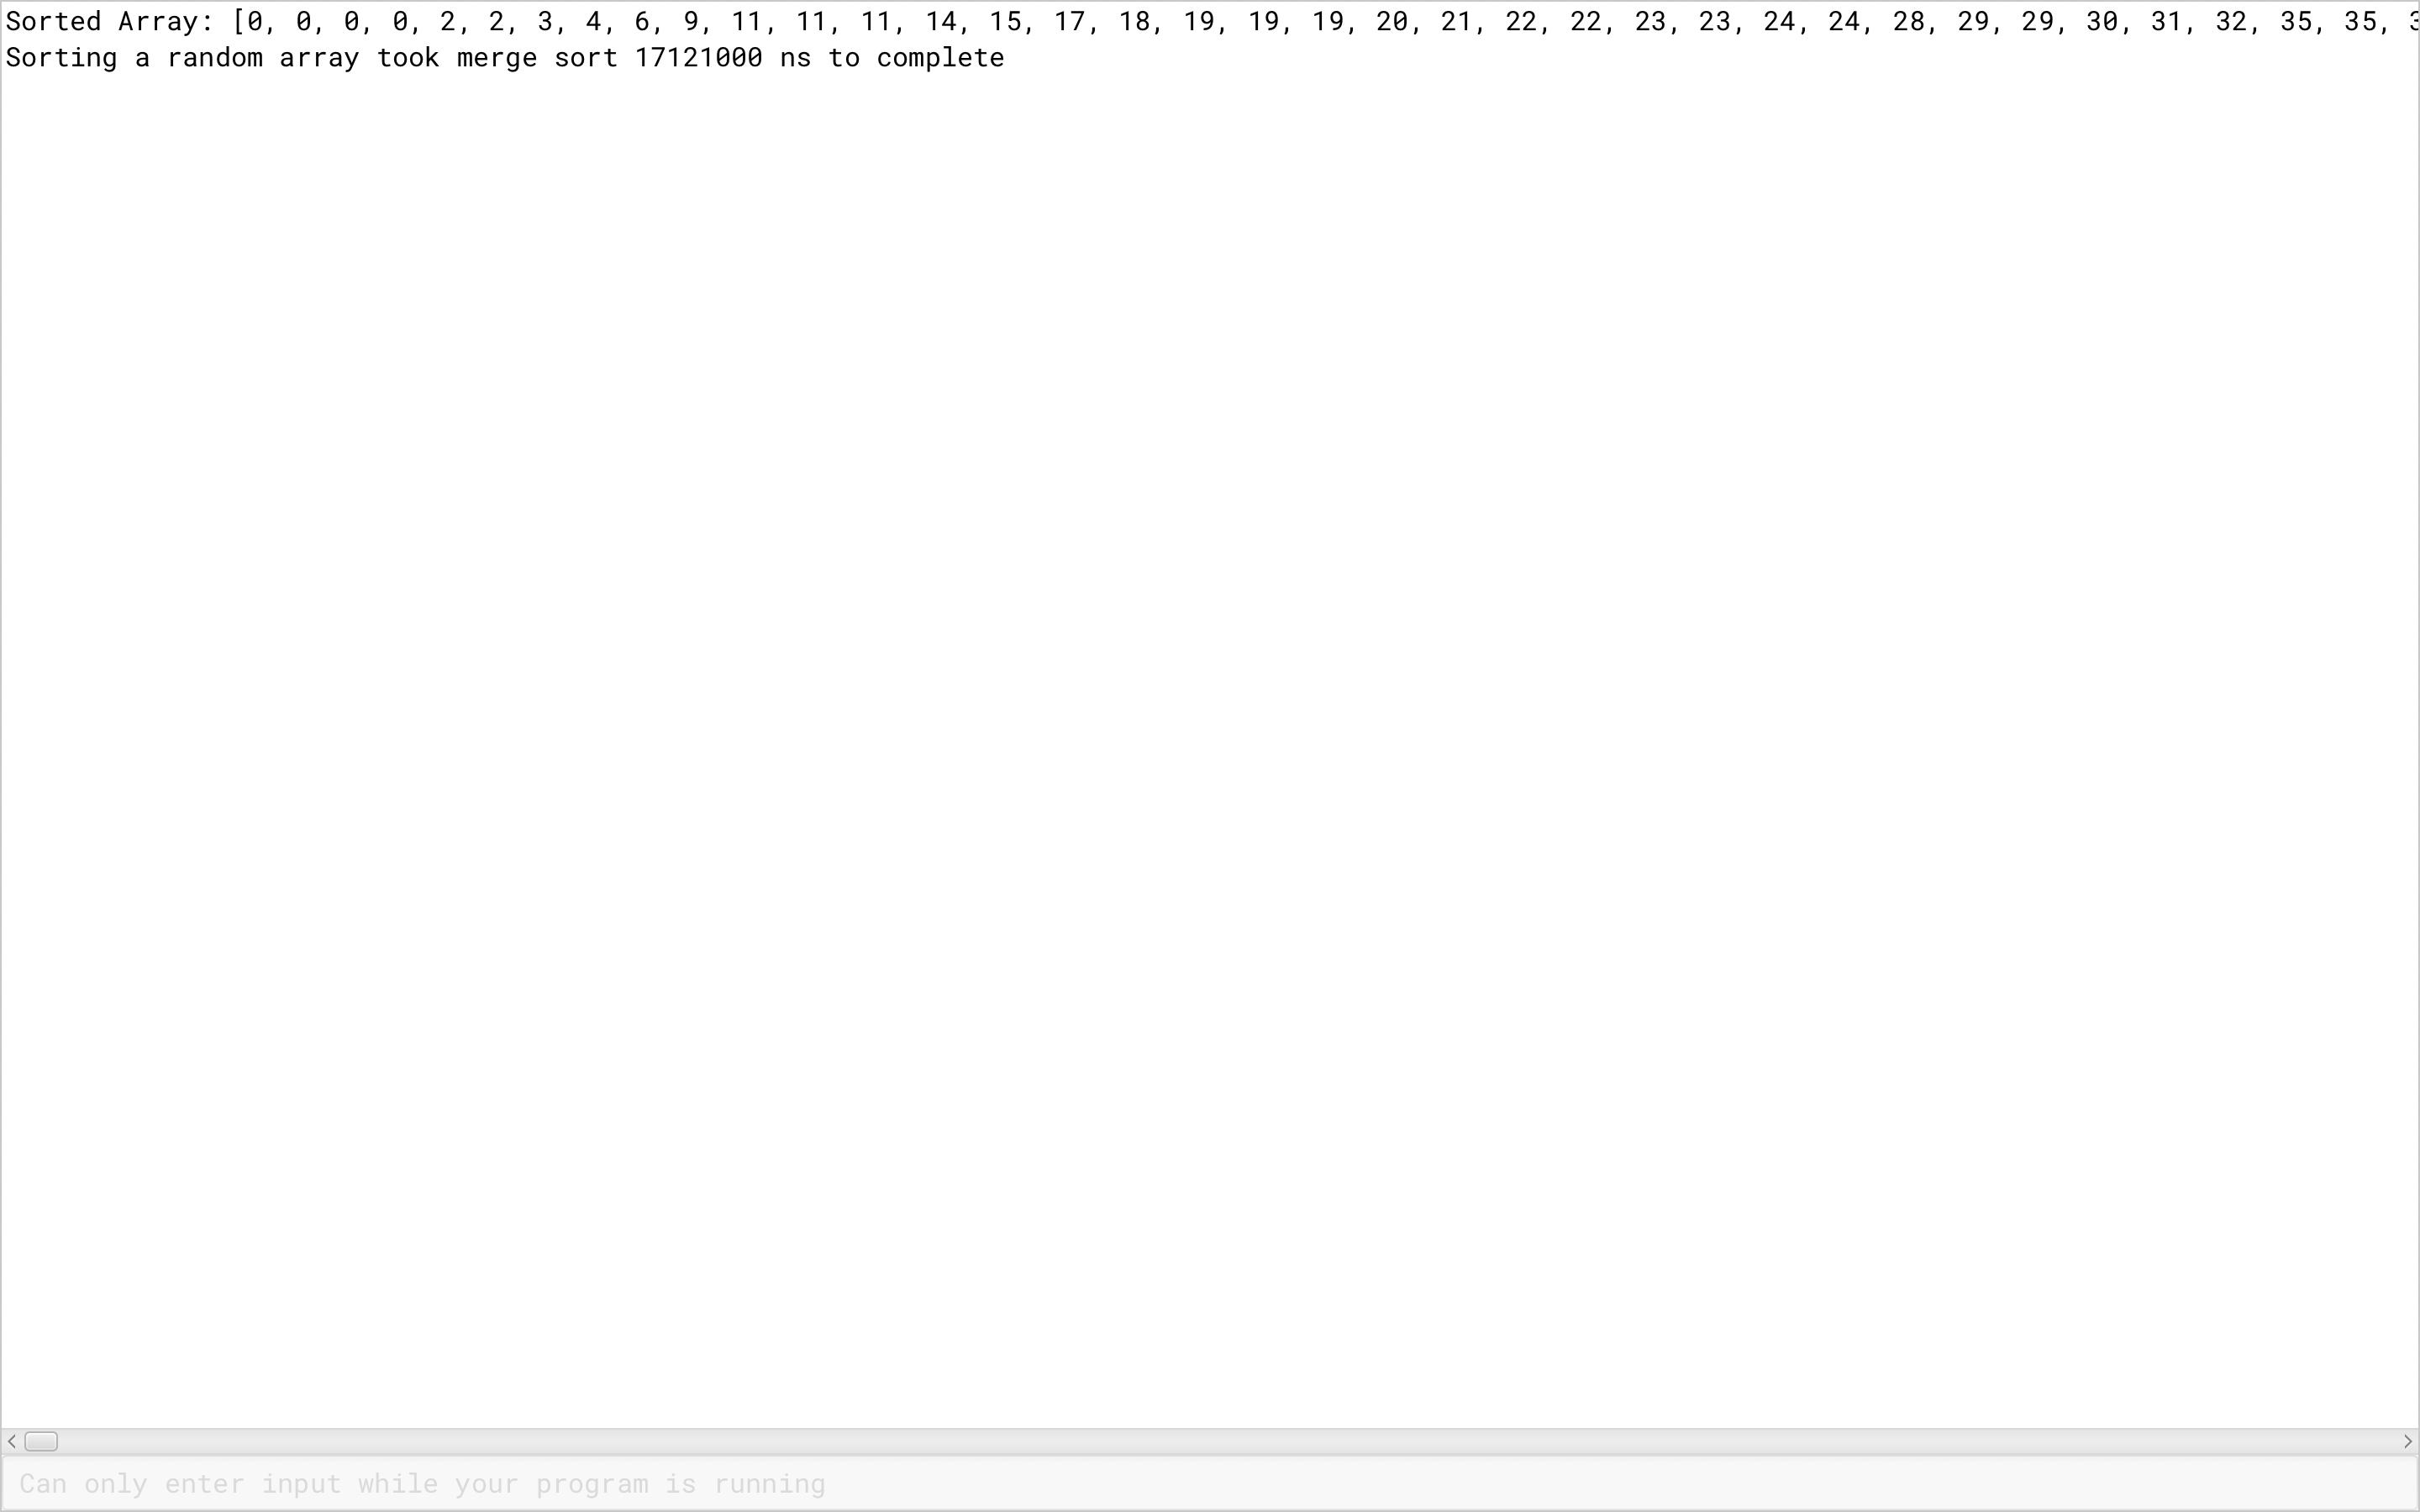 Sorted Array: [0, 0, 0, 0, 2, 2, 3, 4, 6, 9, 11, 11, 11, 14, 15, 17, 18, 19, 19, 19, 20, 21, 22, 22, 23, 23, 24, 24, 28, 29, 29, 30, 31, 32, 35, 35,
Sorting a random array took merge sort 17121000 ns to complete
Can only enter input while your program is running